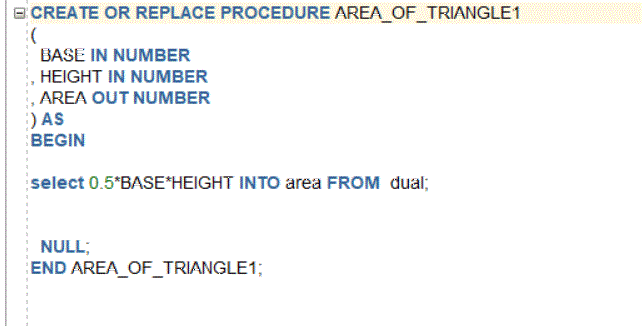 CREATE OR REPLACE PROCEDURE AREA_OF_TRIANGLE1
(
BASE IN NUMBER
, HEIGHT IN NUMBER
, AREA OUT NUMBER
) AS
BEGIN
select 0.5*BASE*HEIGHT INTO area FROM dual;
NULL;
END AREA_OF_TRIANGLE1;